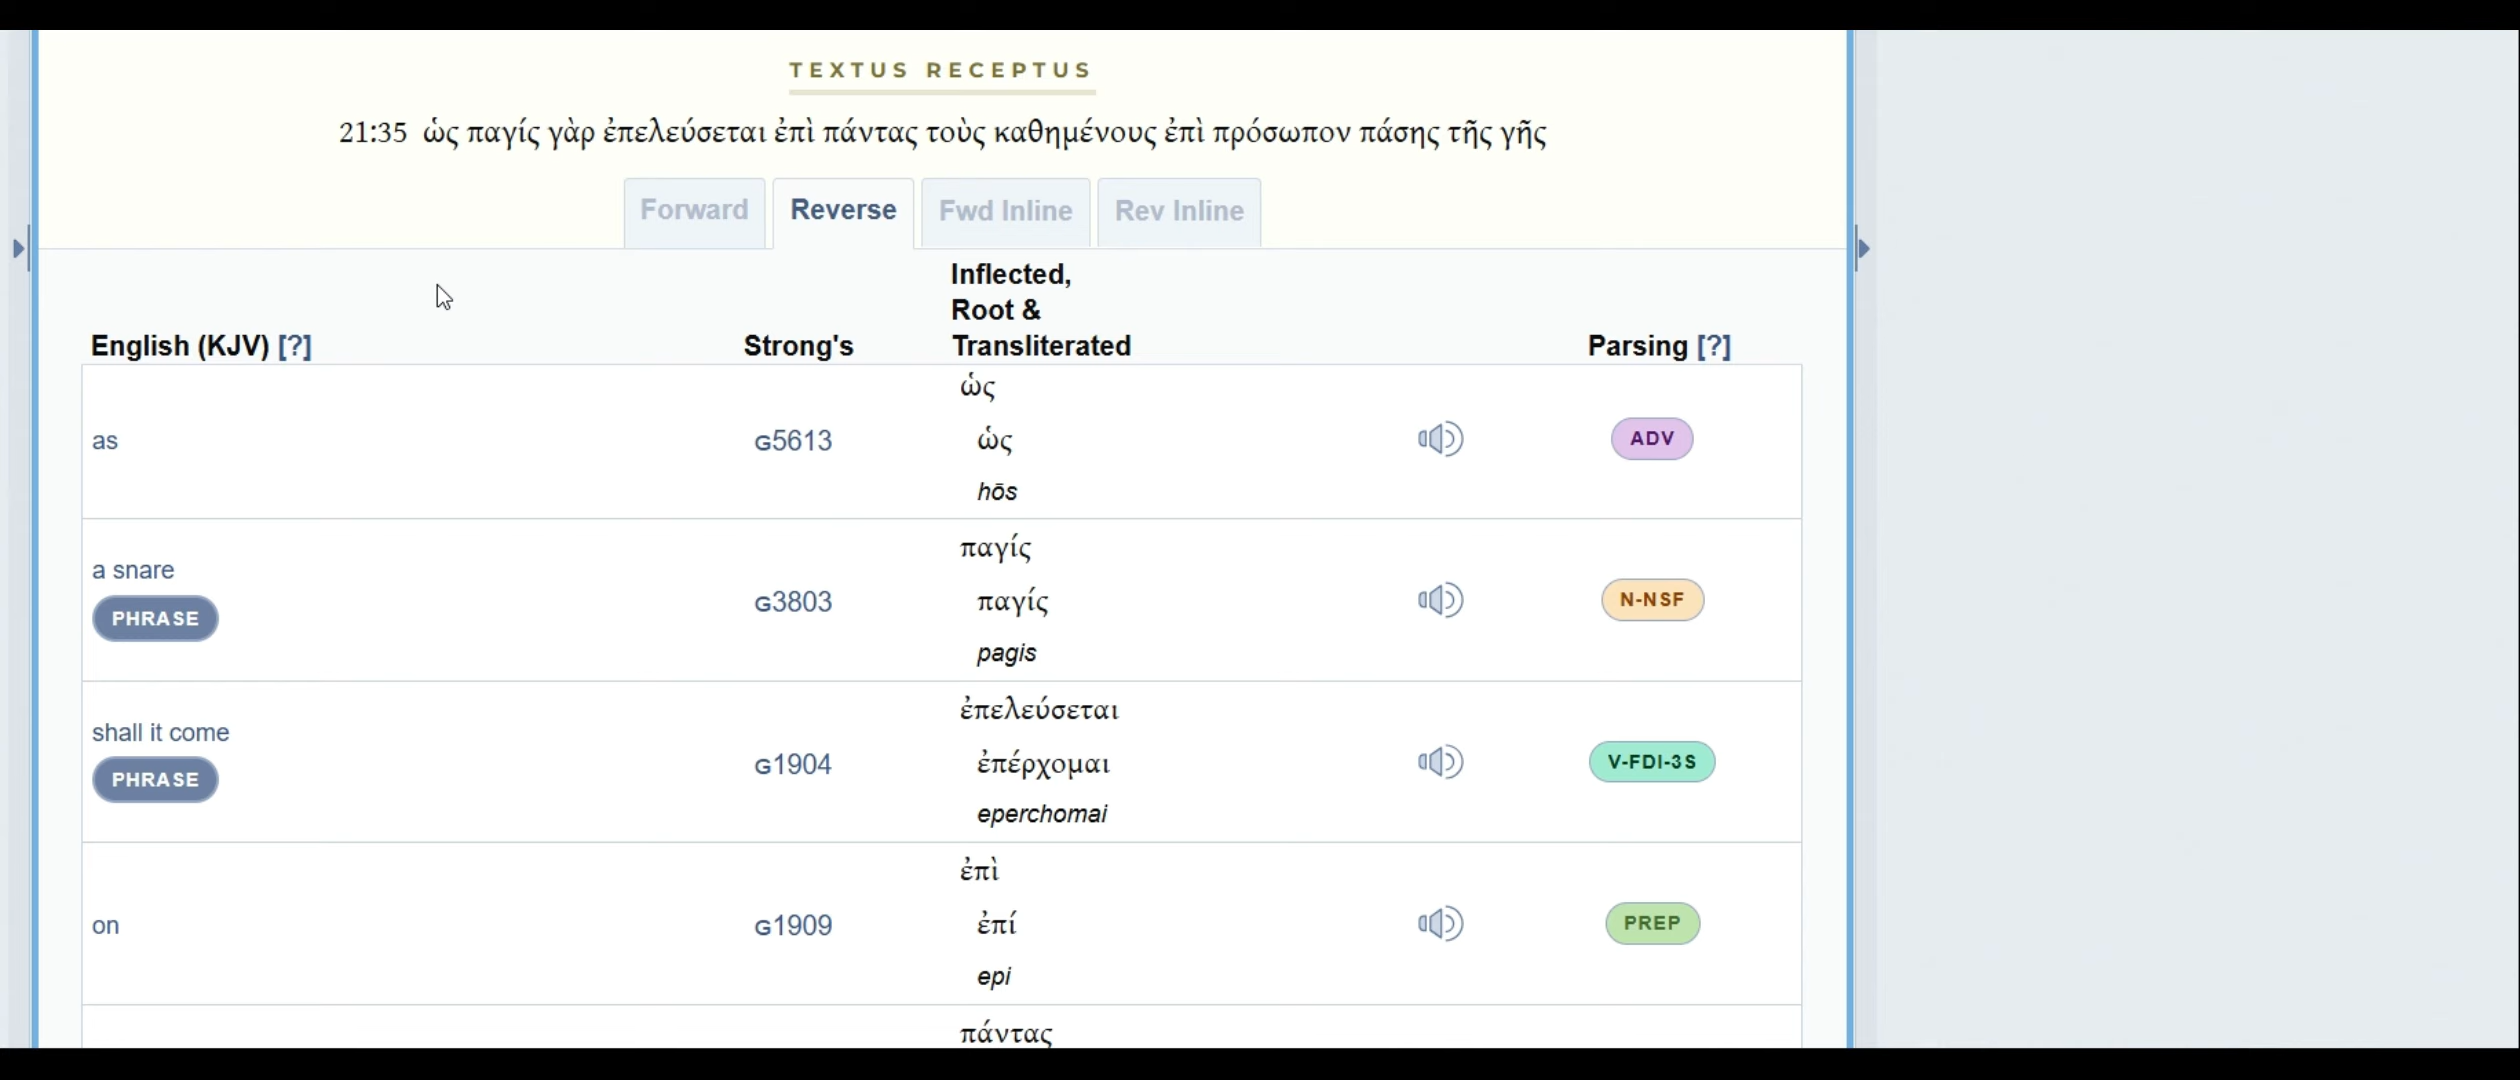 TEXTUS RECEPTUS
21:35 ὡς παγίς γὰρ ἐπελεύσεται ἐπὶ πάντας τοὺς καθημένους ἐπὶ πρόσωπον πάσης τῆς γῆς
Forward Reverse Fwd Inline Rev Inline
Inflected,
Root &
English (KJV) [?] Strong's Transliterated Parsing [?]
ὡς
as G5613 ὡς ADV
hōs
παγίς
a snare
PHRASE G3803 παγίς N-NSF
pagis
ἐπελεύσεται
shall it come
PHRASE G1904 ἐπέρχομαι V-FDI-3S
eperchomai
ἐπὶ
on G1909 ἐπί PREP
epi
πάντας